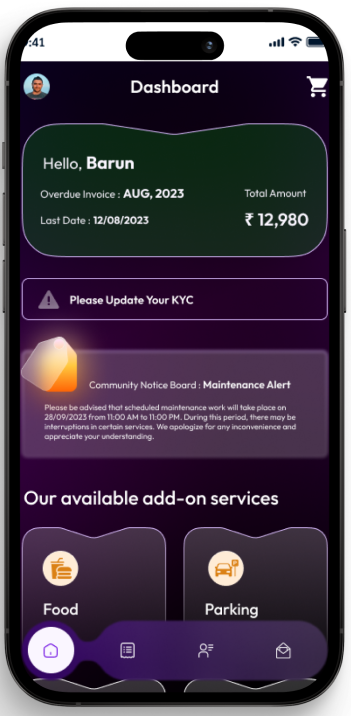 :41
Dashboard
Hello, Barun
Overdue Invoice : AUG, 2023
Total Amount
Last Date : 12/08/2023
₹ 12,980
Please Update Your KYC
Community Notice Board : Maintenance Alert
Please be advised that scheduled maintenance work will take place on
28/09/2023 from 11:00 AM to 11:00 PM. During this period, there may be
interruptions in certain services. We apologize for any inconvenience and
appreciate your understanding.
Our available add-on services
Food
Parking